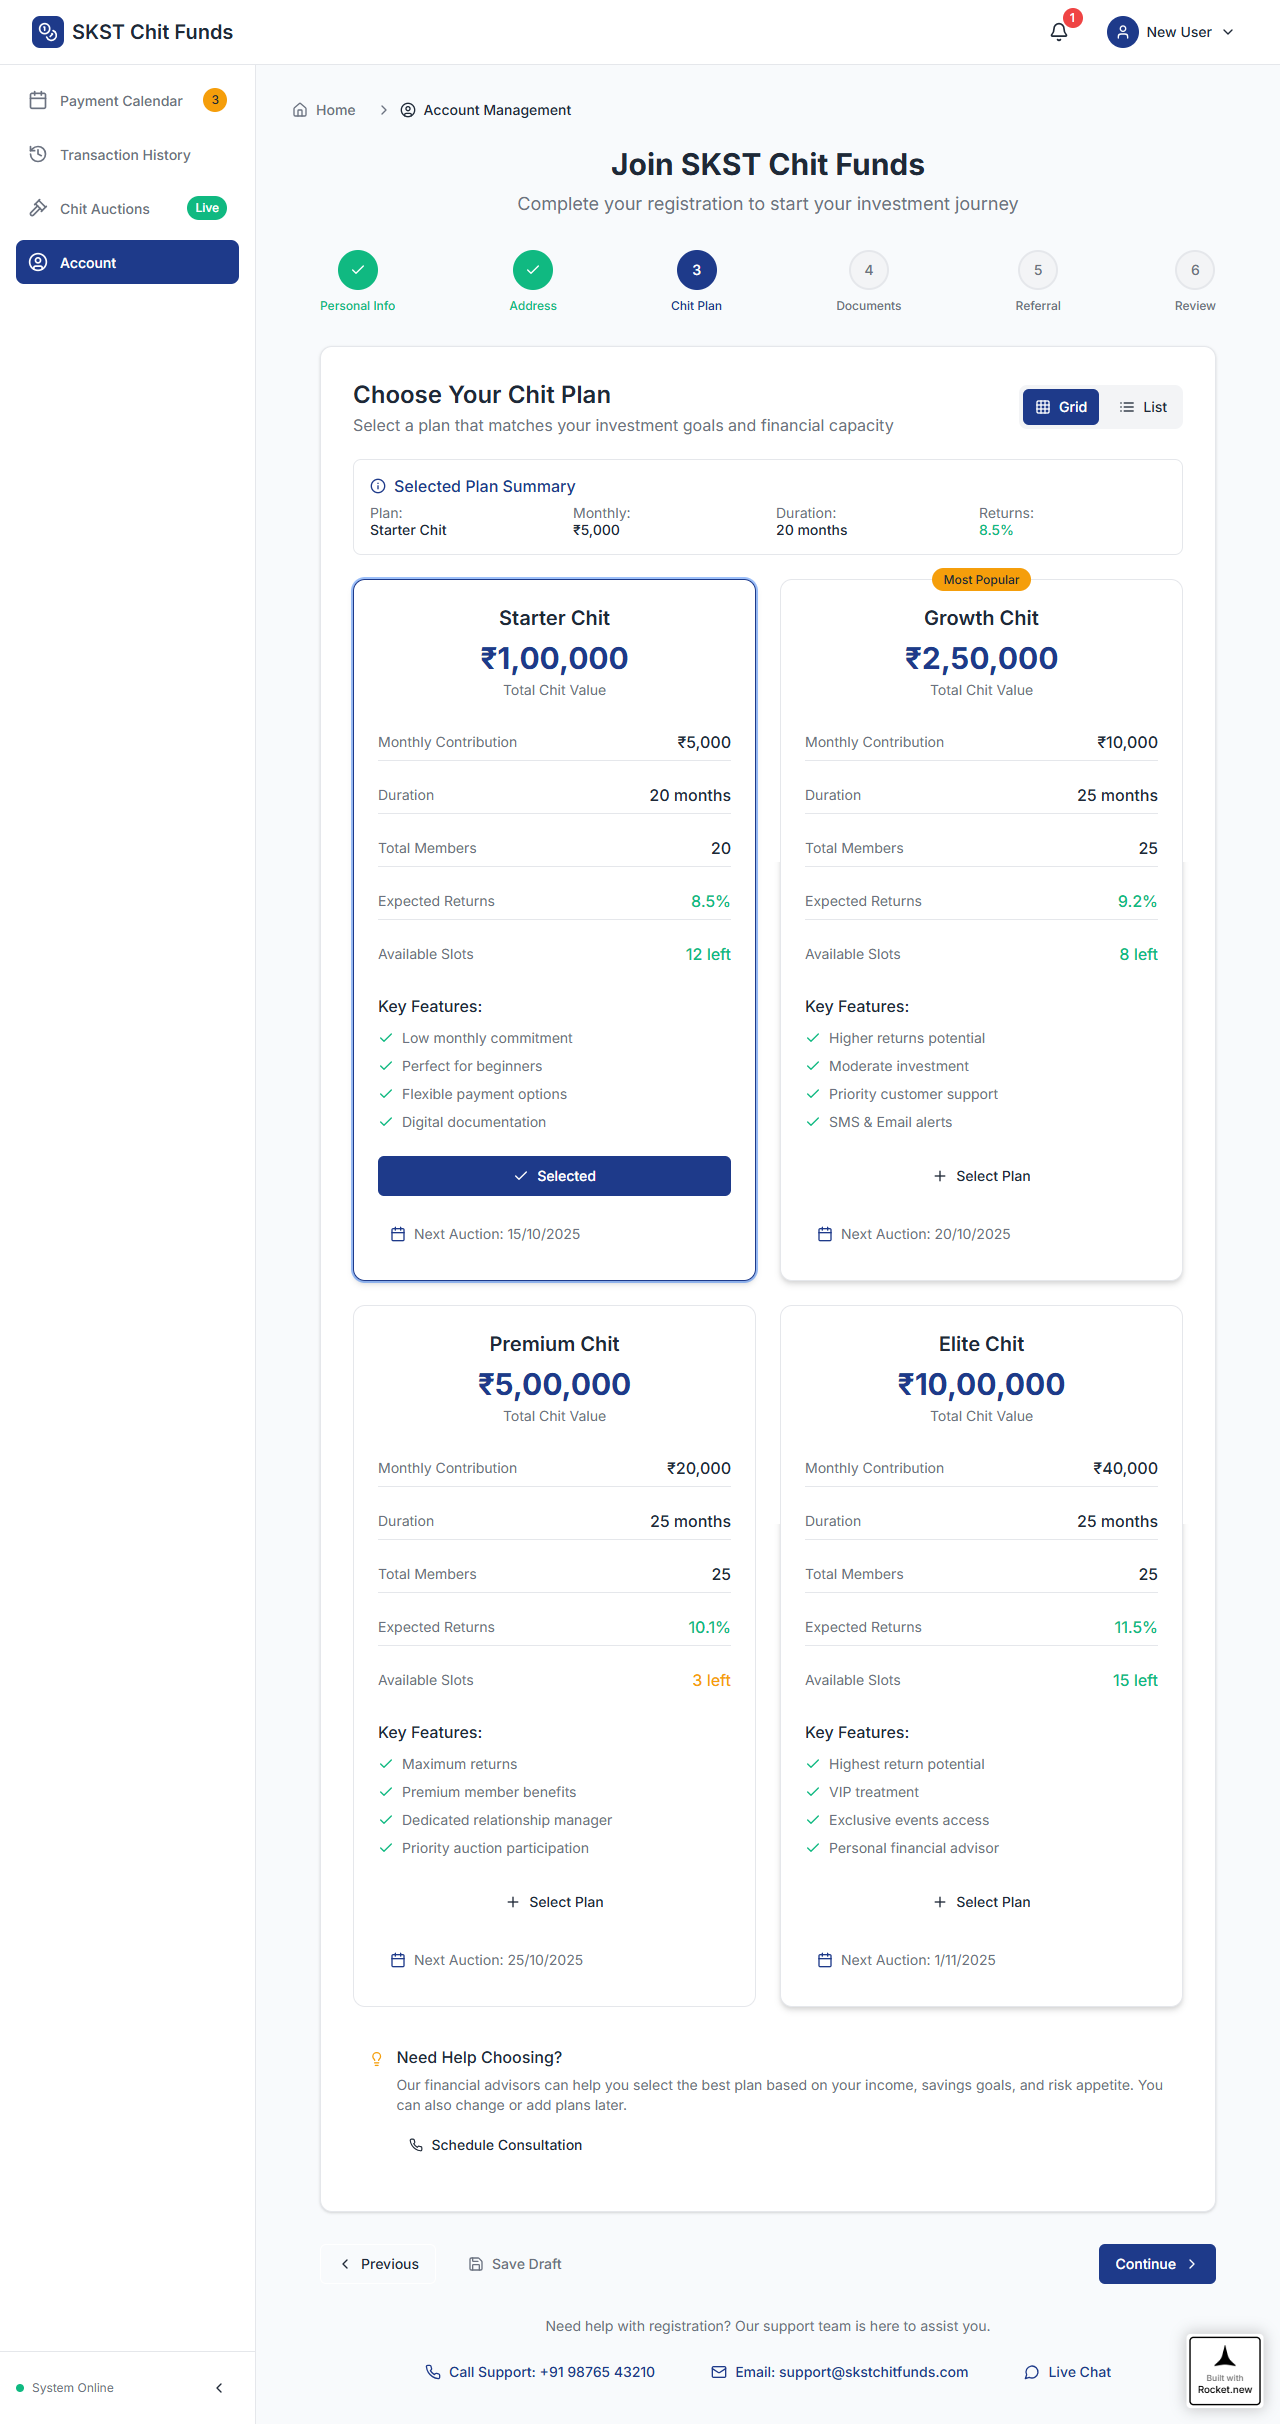 SKST Chit Funds
1
New User
Payment Calendar 3
Transaction History
Chit Auctions Live
Account
Home > Account Management
Join SKST Chit Funds
Complete your registration to start your investment journey
3 4 5 6
Personal Info Address Chit Plan Documents Referral Review
Choose Your Chit Plan
Select a plan that matches your investment goals and financial capacity
Grid List
Selected Plan Summary
Plan: Monthly: Duration: Returns:
Starter Chit ₹5,000 20 months 8.5%
Starter Chit
₹1,00,000
Total Chit Value
Monthly Contribution ₹5,000
Duration 20 months
Total Members 20
Expected Returns 8.5%
Available Slots 12 left
Key Features:
Low monthly commitment
Perfect for beginners
Flexible payment options
Digital documentation
Selected
Next Auction: 15/10/2025
Most Popular
Growth Chit
₹2,50,000
Total Chit Value
Monthly Contribution ₹10,000
Duration 25 months
Total Members 25
Expected Returns 9.2%
Available Slots 8 left
Key Features:
Higher returns potential
Moderate investment
Priority customer support
SMS & Email alerts
Select Plan
Next Auction: 20/10/2025
Premium Chit
₹5,00,000
Total Chit Value
Monthly Contribution ₹20,000
Duration 25 months
Total Members 25
Expected Returns 10.1%
Available Slots 3 left
Key Features:
Maximum returns
Premium member benefits
Dedicated relationship manager
Priority auction participation
Select Plan
Next Auction: 25/10/2025
Elite Chit
₹10,00,000
Total Chit Value
Monthly Contribution ₹40,000
Duration 25 months
Total Members 25
Expected Returns 11.5%
Available Slots 15 left
Key Features:
Highest return potential
VIP treatment
Exclusive events access
Personal financial advisor
Select Plan
Next Auction: 1/11/2025
Need Help Choosing?
Our financial advisors can help you select the best plan based on your income, savings goals, and risk appetite. You
can also change or add plans later.
Schedule Consultation
Previous Save Draft Continue
Need help with registration? Our support team is here to assist you.
Call Support: +91 98765 43210 Email: support@skstchitfunds.com Live Chat
System Online
Built with
Rocket.new